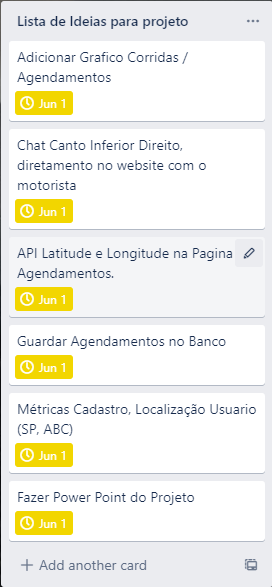 Lista de Ideias para projeto
Adicionar Grafico Corridas /
Agendamentos
Jun 1
Chat Canto Inferior Direito,
diretamento no website com o
motorista
Jun 1
API Latitude e Longitude na Pagina
Agendamentos.
Jun 1
Guardar Agendamentos no Banco
Jun 1
Métricas Cadastro, Localização Usuario
(SP, ABC)
Jun 1
Fazer Power Point do Projeto
Jun 1
Add another card